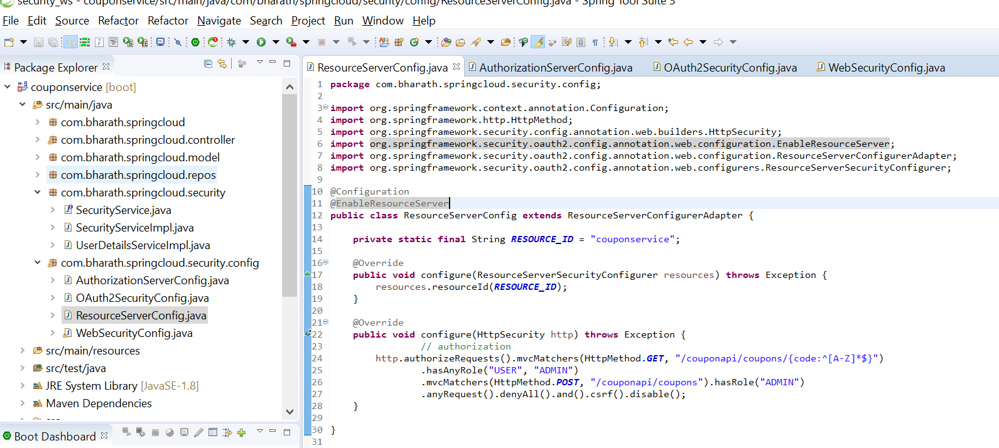 security_ws - couponservice/src/main/java/com/bharath/springcloud/security/config/ResourceServerConfig.java - Spring Tool Suite 3
File Edit Source Refactor Refactor Navigate Search Project Run Window Help
Package Explorer
couponservice [boot]
src/main/java
com.bharath.springcloud
com.bharath.springcloud.controller
com.bharath.springcloud.model
com.bharath.springcloud.repos
com.bharath.springcloud.security
SecurityService.java
SecurityServiceImpl.java
UserDetailsServiceImpl.java
com.bharath.springcloud.security.config
AuthorizationServerConfig.java
OAuth2SecurityConfig.java
ResourceServerConfig.java
WebSecurityConfig.java
src/main/resources
src/test/java
JRE System Library [JavaSE-1.8]
Maven Dependencies
src
Boot Dashboard
ResourceServerConfig.java AuthorizationServerConfig.java OAuth2SecurityConfig.java WebSecurityConfig.java
1 package com.bharath.springcloud.security.config;
2
3 import org.springframework.context.annotation.Configuration;
4 import org.springframework.http.HttpMethod;
5 import org.springframework.security.config.annotation.web.builders.HttpSecurity;
6 import org.springframework.security.oauth2.config.annotation.web.configuration.EnableResourceServer;
7 import org.springframework.security.oauth2.config.annotation.web.configuration.ResourceServerConfigurerAdapter;
8 import org.springframework.security.oauth2.config.annotation.web.configurers.ResourceServerSecurityConfigurer;
9
10 @Configuration
11 @EnableResourceServer
12 public class ResourceServerConfig extends ResourceServerConfigurerAdapter {
13
14 private static final String RESOURCE_ID = "couponservice";
15
16 @Override
17 public void configure(ResourceServerSecurityConfigurer resources) throws Exception {
18 resources.resourceId(RESOURCE_ID);
19 }
20
21 @Override
22 public void configure(HttpSecurity http) throws Exception {
23 // authorization
24 http.authorizeRequests().mvcMatchers(HttpMethod.GET, "/couponapi/coupons/{code:^[A-Z]*$}")
25 .hasAnyRole("USER", "ADMIN")
26 .mvcMatchers(HttpMethod.POST, "/couponapi/coupons").hasRole("ADMIN")
27 .anyRequest().denyAll().and().csrf().disable();
28 }
29
30 }
31